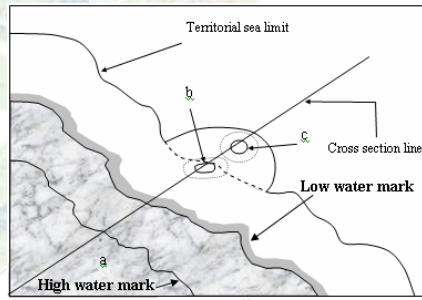 Territorial sea limit
b
c
Cross section line
Low water mark
a
High water mark